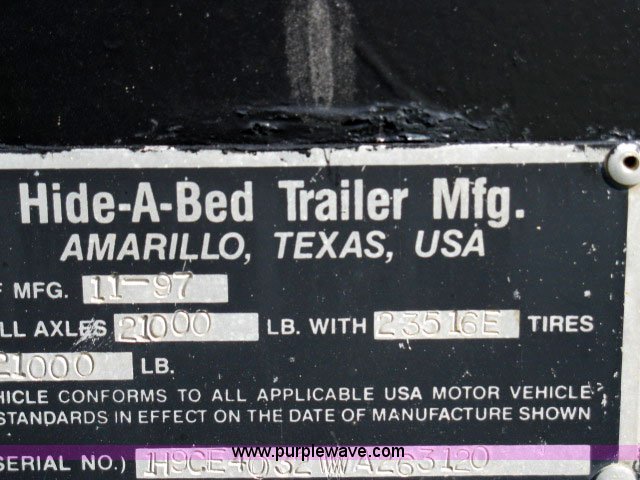 Hide-A-Bed Trailer Mfg.
AMARILLO, TEXAS, USA
F MFG. 11-97
LL AXLES 21000 LB. WITH 23516E TIRES
21000 LB.
HICLE CONFORMS TO ALL APPLICABLE USA MOTOR VEHICLE
STANDARDS IN EFFECT ON THE DATE OF MANUFACTURE SHOWN
SERIAL NO.) 1H9CE4032WA263120
www.purplewave.com